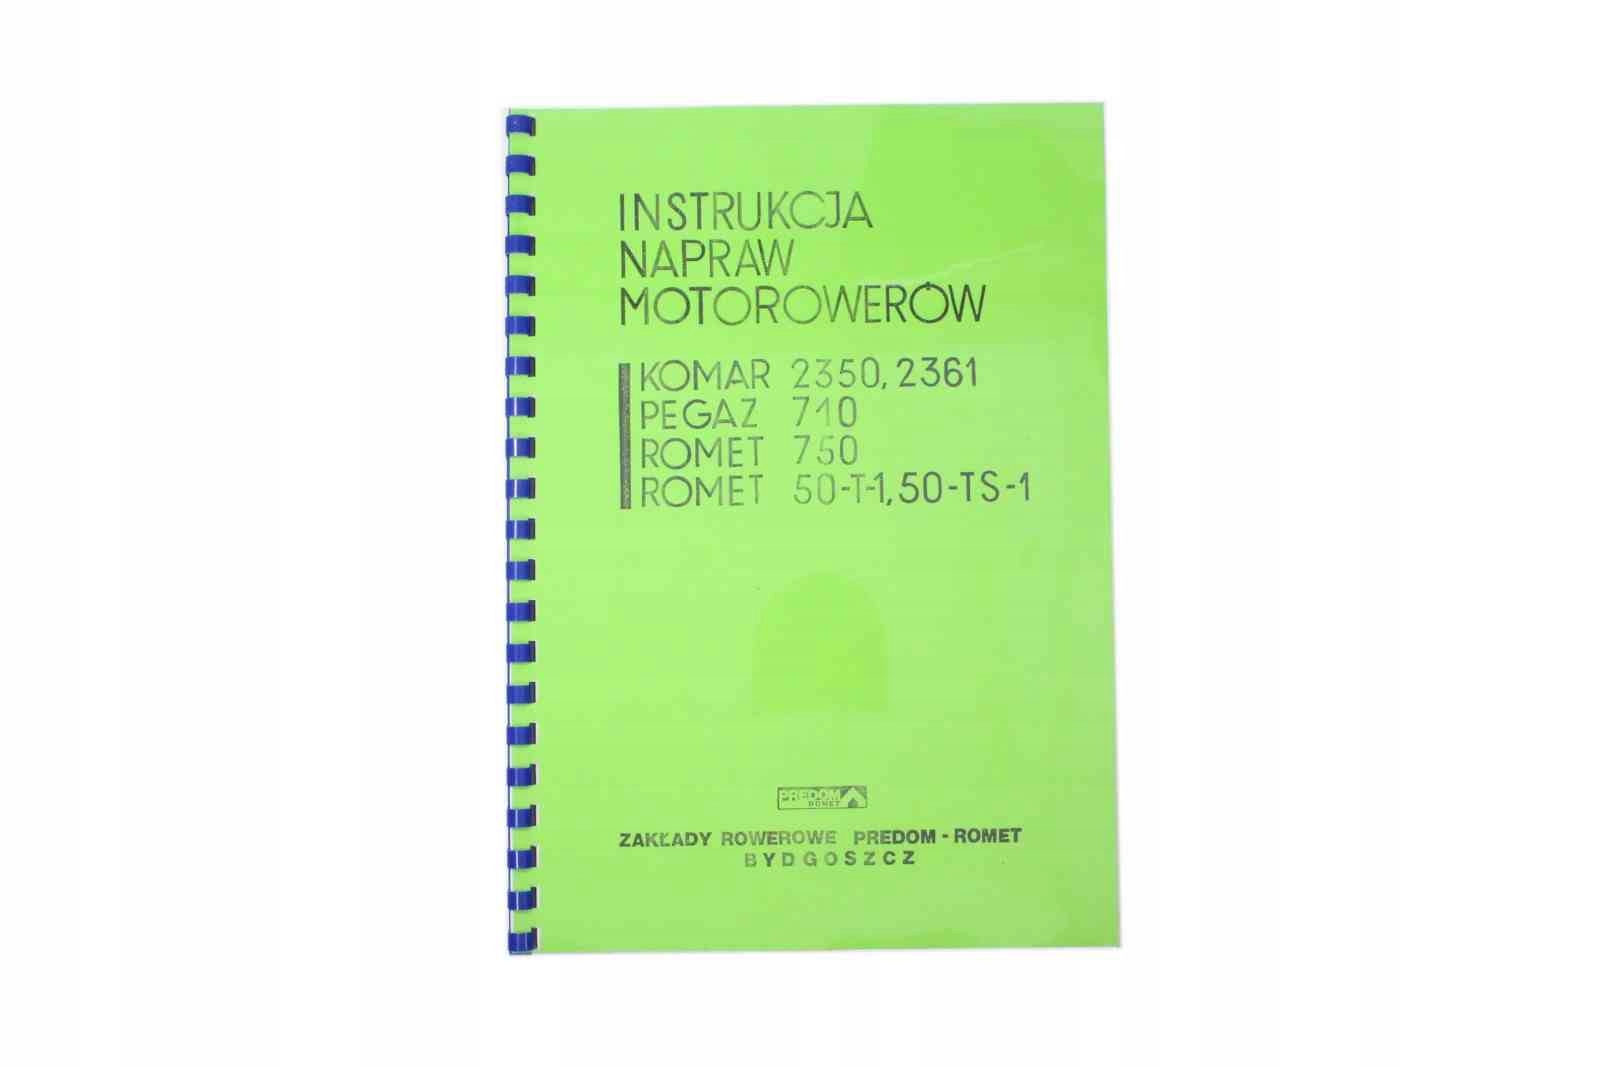 INSTRUKCJA
NAPRAW
MOTOROWERÓW
KOMAR 2350, 2361
PEGAZ 710
ROMET 750
ROMET 50-T-1, 50-TS-1
PREDOM
ROMET
ZAKŁADY ROWEROWE PREDOM - ROMET
BYDGOSZCZ